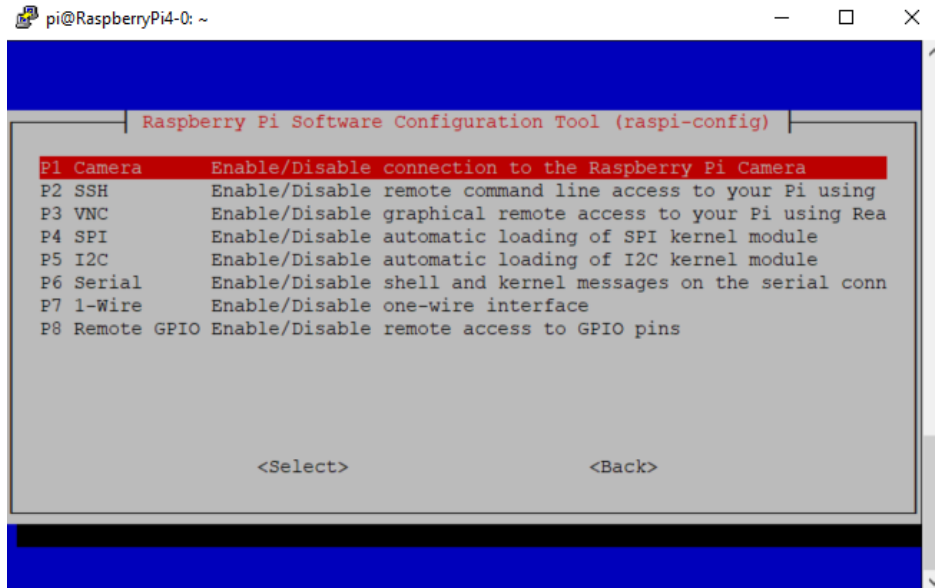 pi@RaspberryPi4-0: ~
Raspberry Pi Software Configuration Tool (raspi-config)
P1 Camera Enable/Disable connection to the Raspberry Pi Camera
P2 SSH Enable/Disable remote command line access to your Pi using
P3 VNC Enable/Disable graphical remote access to your Pi using Rea
P4 SPI Enable/Disable automatic loading of SPI kernel module
P5 I2C Enable/Disable automatic loading of I2C kernel module
P6 Serial Enable/Disable shell and kernel messages on the serial conn
P7 1-Wire Enable/Disable one-wire interface
P8 Remote GPIO Enable/Disable remote access to GPIO pins
<Select> <Back>